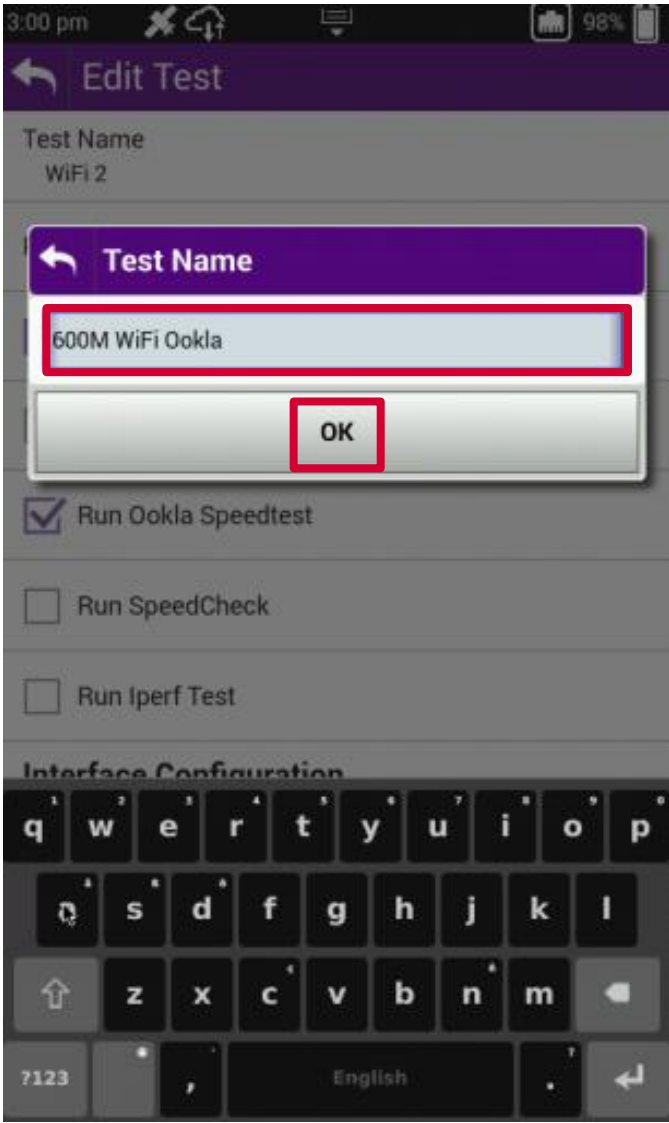 3:00 pm 98%
Edit Test
Test Name
WiFi 2
Test Name
600M WiFi Ookla
OK
Run Ookla Speedtest
Run SpeedCheck
Run Iperf Test
Interface Configuration
q w e r t y u i o p
a s d f g h j k l
z x c v b n m
?123 , English .